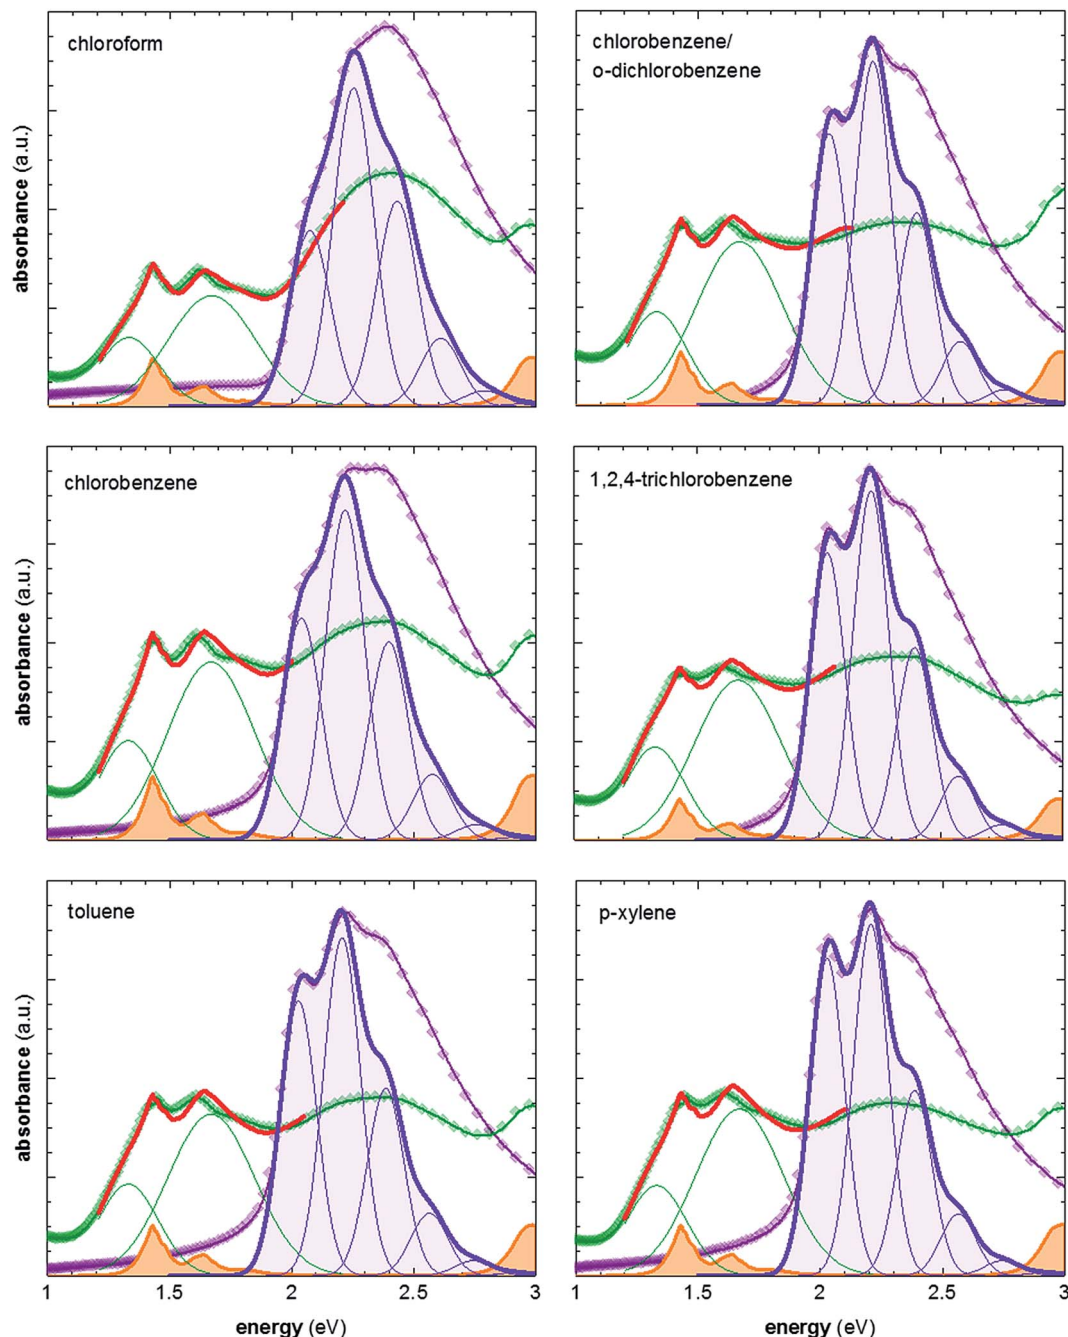 chloroform
chlorobenzene/
o-dichlorobenzene
absorbance (a.u.)
chlorobenzene
1,2,4-trichlorobenzene
absorbance (a.u.)
toluene
p-xylene
absorbance (a.u.)
1 1.5 2 2.5 3 1 1.5 2 2.5 3
energy (eV) energy (eV)